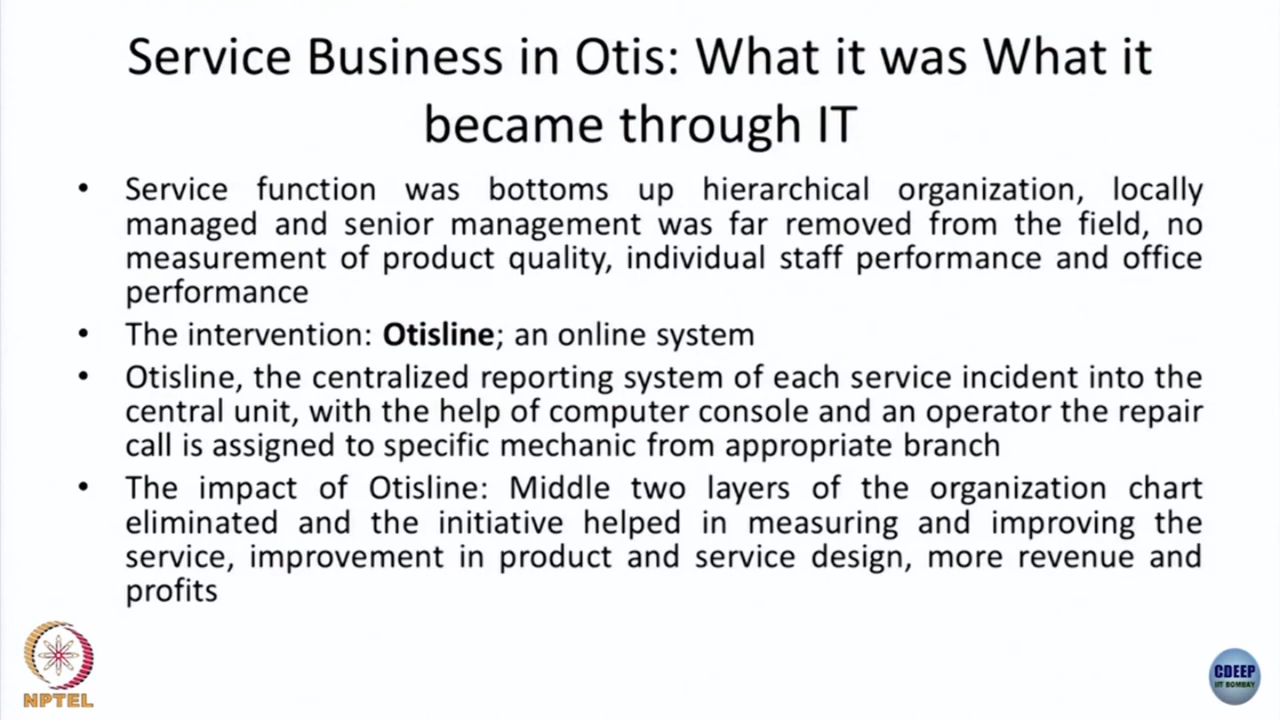 Service Business in Otis: What it was What it
became through IT
• Service function was bottoms up hierarchical organization, locally
managed and senior management was far removed from the field, no
measurement of product quality, individual staff performance and office
performance
• The intervention: Otisline; an online system
• Otisline, the centralized reporting system of each service incident into the
central unit, with the help of computer console and an operator the repair
call is assigned to specific mechanic from appropriate branch
• The impact of Otisline: Middle two layers of the organization chart
eliminated and the initiative helped in measuring and improving the
service, improvement in product and service design, more revenue and
profits
NPTEL
CDEEP
IIT BOMBAY